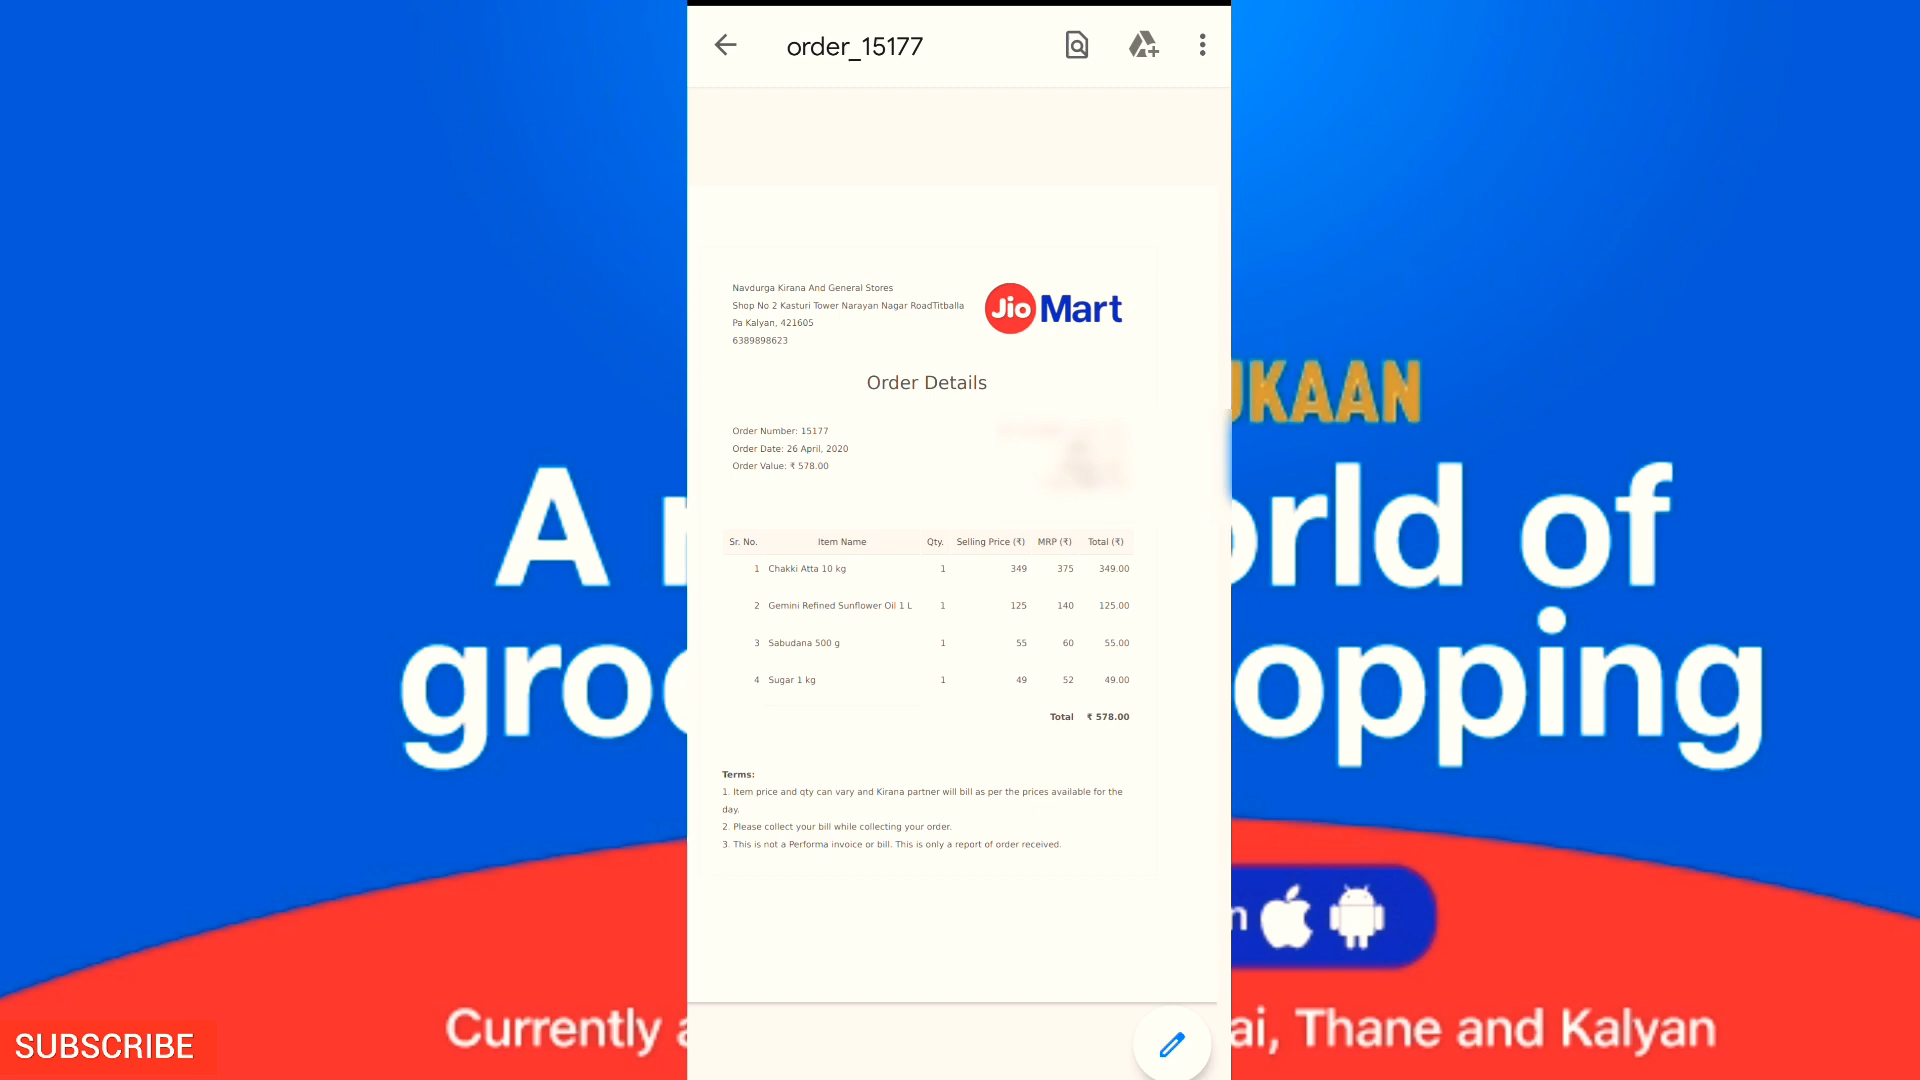 order_15177
Navdurga Kirana And General Stores
Shop No 2 Kasturi Tower Narayan Nagar RoadTitballa
Pa Kalyan, 421605
6389898623
Jio Mart
Order Details
Order Number: 15177
Order Date: 26 April, 2020
Order Value: ₹ 578.00
Sr. No. Item Name Qty. Selling Price (₹) MRP (₹) Total (₹)
1 Chakki Atta 10 kg 1 349 375 349.00
2 Gemini Refined Sunflower Oil 1 L 1 125 140 125.00
3 Sabudana 500 g 1 55 60 55.00
4 Sugar 1 kg 1 49 52 49.00
Total ₹ 578.00
Terms:
1. Item price and qty can vary and Kirana partner will bill as per the prices available for the
day.
2. Please collect your bill while collecting your order.
3. This is not a Performa invoice or bill. This is only a report of order received.
UKAAN
A orld of
gro opping
Currently ai, Thane and Kalyan
SUBSCRIBE